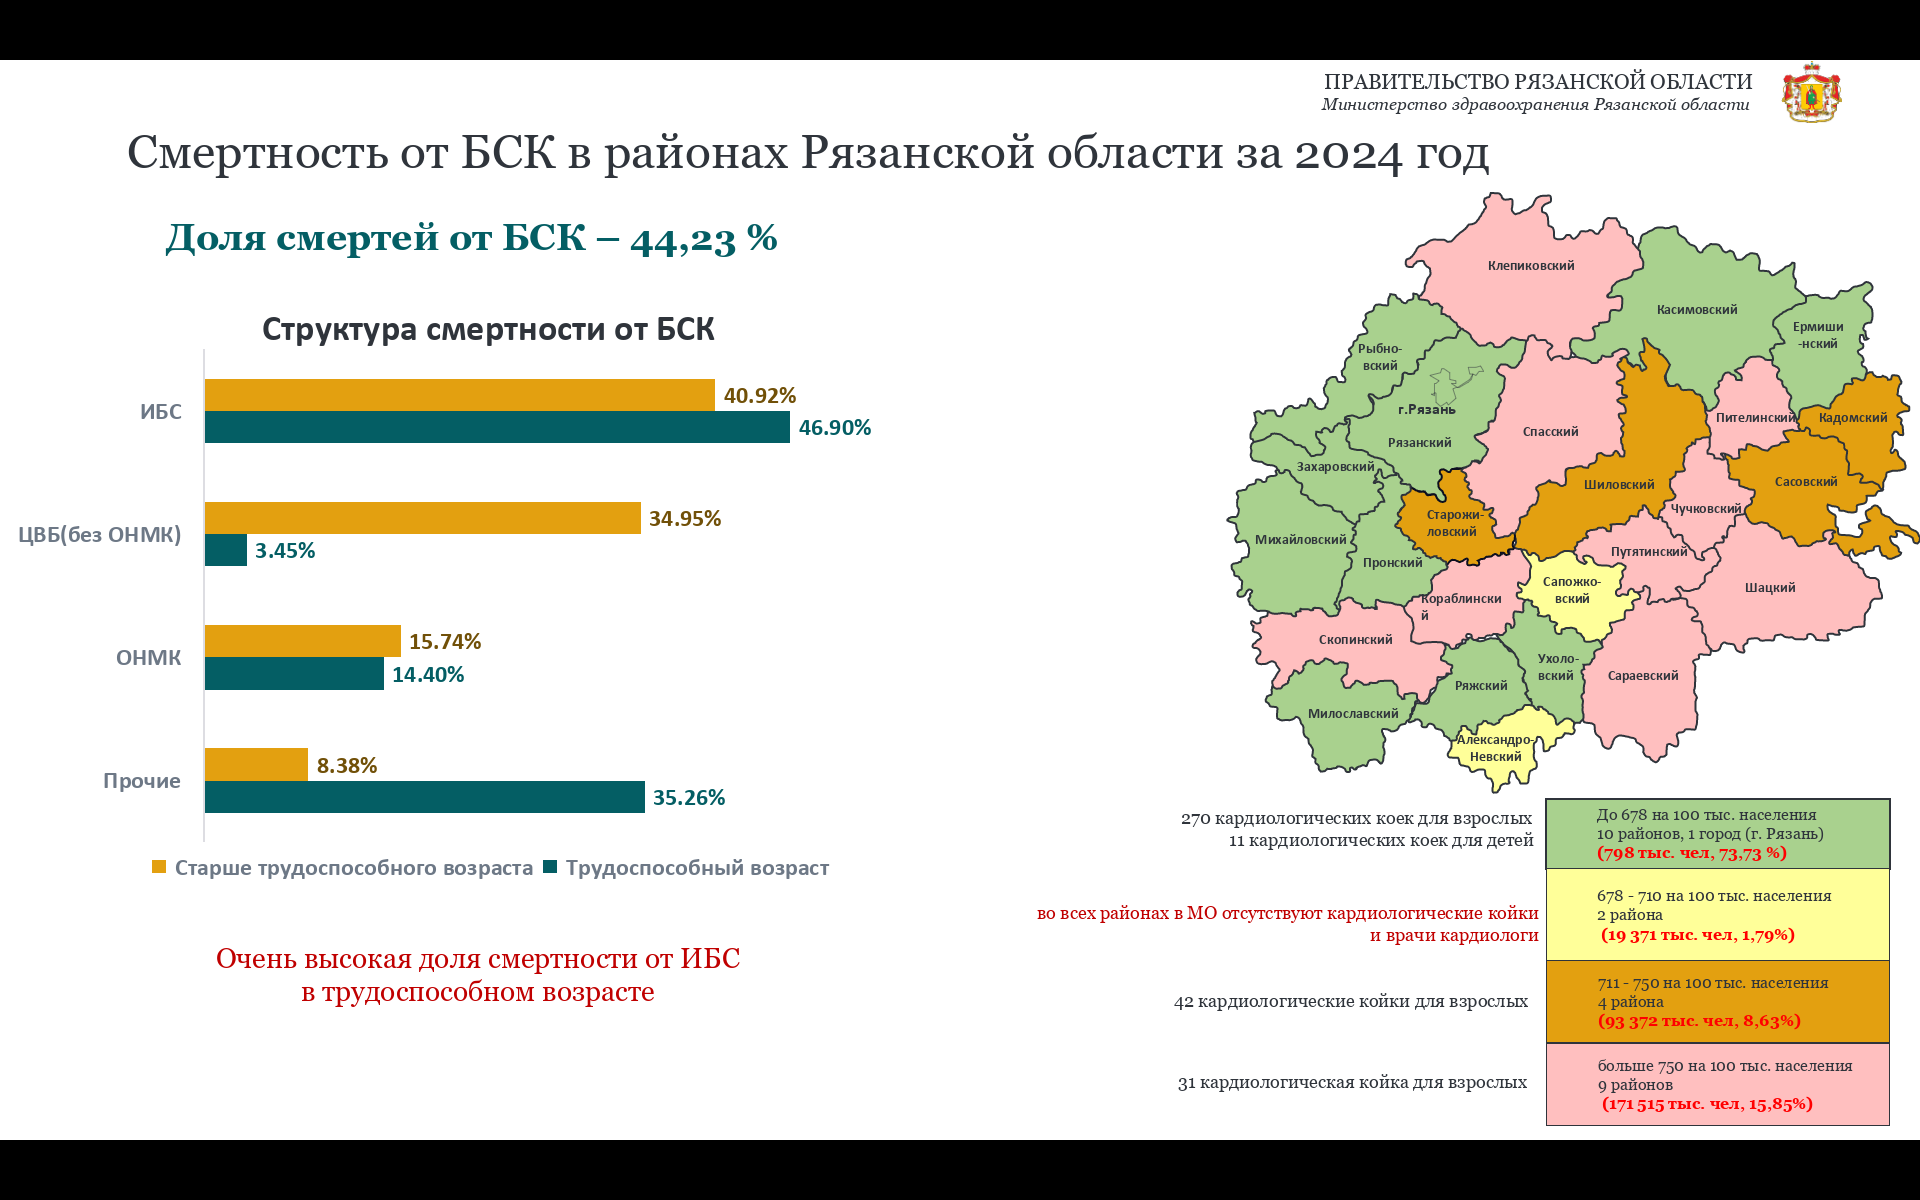 ПРАВИТЕЛЬСТВО РЯЗАНСКОЙ ОБЛАСТИ
Министерство здравоохранения Рязанской области
Смертность от БСК в районах Рязанской области за 2024 год
Доля смертей от БСК – 44,23 %
Структура смертности от БСК
ИБС
40.92%
46.90%
ЦВБ(без ОНМК)
34.95%
3.45%
ОНМК
15.74%
14.40%
Прочие
8.38%
35.26%
Старше трудоспособного возраста
Трудоспособный возраст
Очень высокая доля смертности от ИБС
в трудоспособном возрасте
Клепиковский
Касимовский
Ермиши
-нский
Рыбно-
вский
г.Рязань
Рязанский
Спасский
Пителинский
Кадомский
Захаровский
Шиловский
Сасовский
Чучковский
Старожи-
ловский
Михайловский
Пронский
Путятинский
Сапожко-
вский
Шацкий
Кораблински
й
Скопинский
Ухоло-
вский
Сараевский
Ряжский
Милославский
Александро-
Невский
270 кардиологических коек для взрослых
11 кардиологических коек для детей
До 678 на 100 тыс. населения
10 районов, 1 город (г. Рязань)
(798 тыс. чел, 73,73 %)
во всех районах в МО отсутствуют кардиологические койки
и врачи кардиологи
678 - 710 на 100 тыс. населения
2 района
(19 371 тыс. чел, 1,79%)
42 кардиологические койки для взрослых
711 - 750 на 100 тыс. населения
4 района
(93 372 тыс. чел, 8,63%)
31 кардиологическая койка для взрослых
больше 750 на 100 тыс. населения
9 районов
(171 515 тыс. чел, 15,85%)